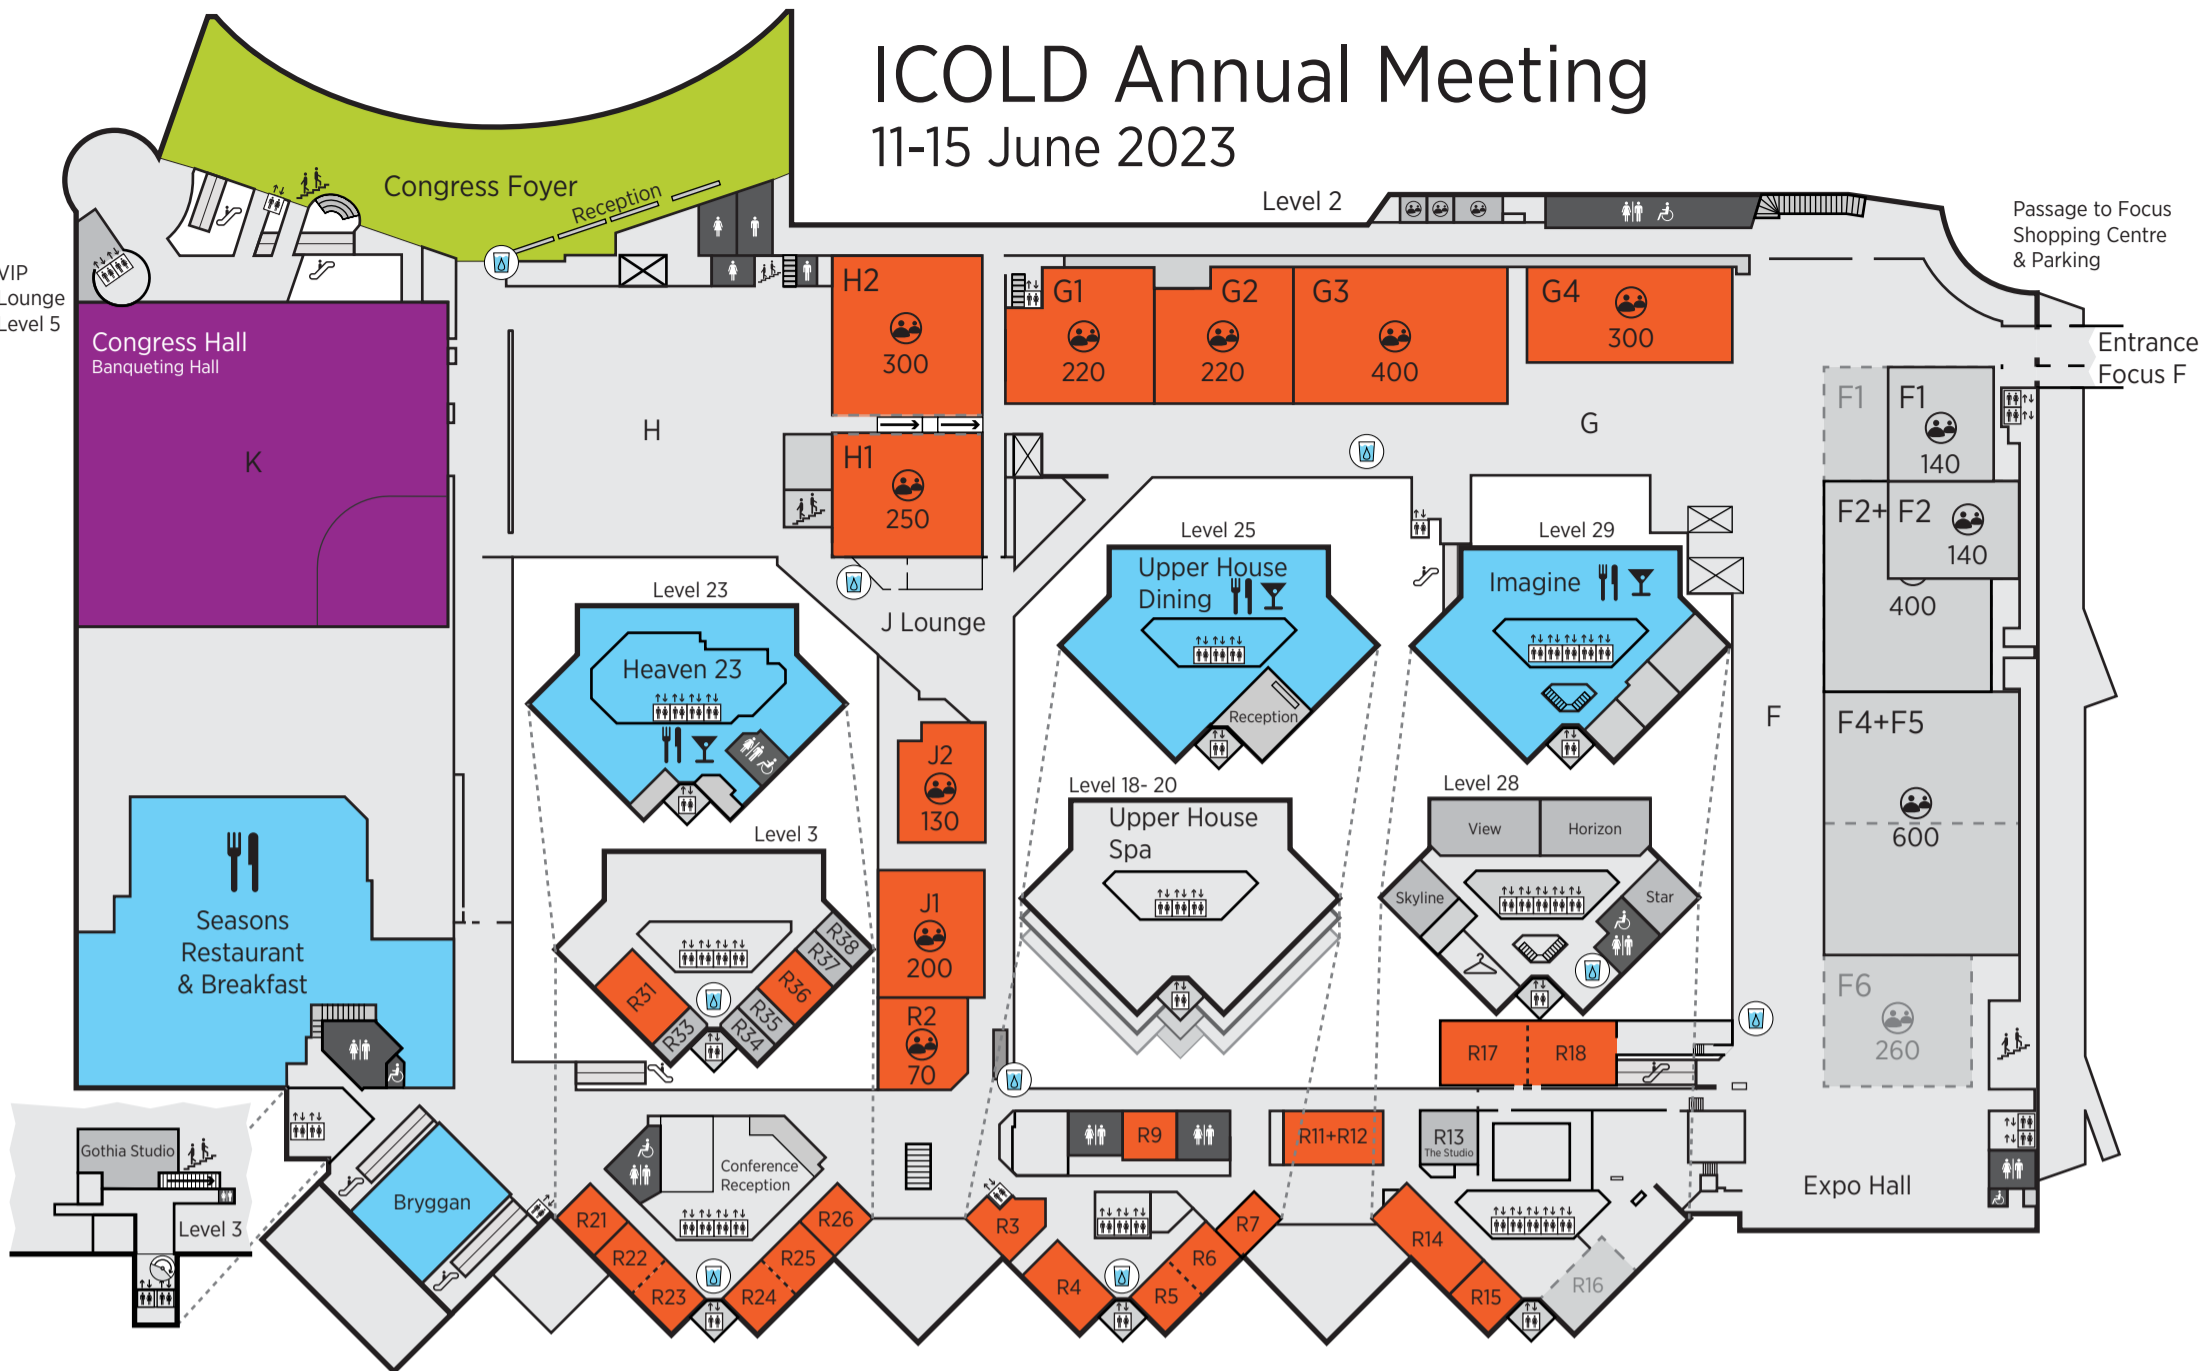 ICOLD Annual Meeting
11-15 June 2023
Level 2
Passage to Focus
Shopping Centre
& Parking
Congress Foyer
Reception
VIP
Lounge
Level 5
Congress Hall
Banqueting Hall
K
H
H2
300
H1
250
G1
220
G2
220
G3
400
G4
300
G
Entrance
Focus F
F1
F1
140
F2+
F2
140
400
F4+F5
600
F6
260
F
Level 23
Heaven 23
J Lounge
Level 25
Upper House
Dining
Reception
Level 29
Imagine
J2
130
Level 18- 20
Upper House
Spa
Level 28
View
Horizon
Skyline
Star
Level 3
R31
R33
R34
R35
R36
R37
R38
J1
200
R2
70
Seasons
Restaurant
& Breakfast
R17
R18
Gothia Studio
Level 3
Bryggan
Conference
Reception
R9
R11+R12
R13
The Studio
Expo Hall
R21
R22
R23
R24
R25
R26
R3
R4
R5
R6
R7
R14
R15
R16